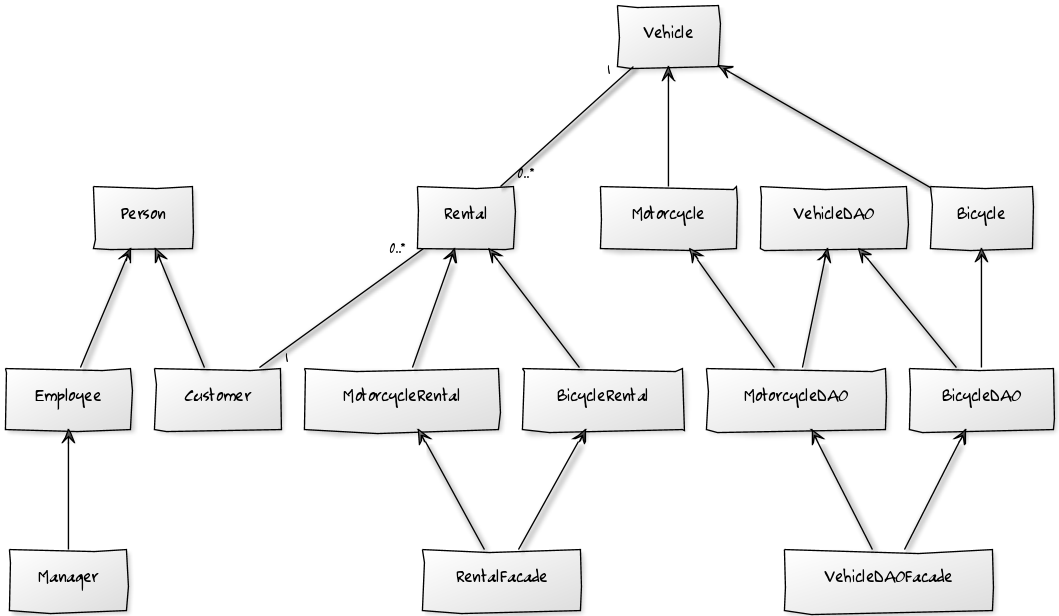 Vehicle
1
0..*
Person
Rental
Motorcycle
VehicleDAO
Bicycle
0..*
1
Employee
Customer
MotorcycleRental
BicycleRental
MotorcycleDAO
BicycleDAO
Manager
RentalFacade
VehicleDAOFacade